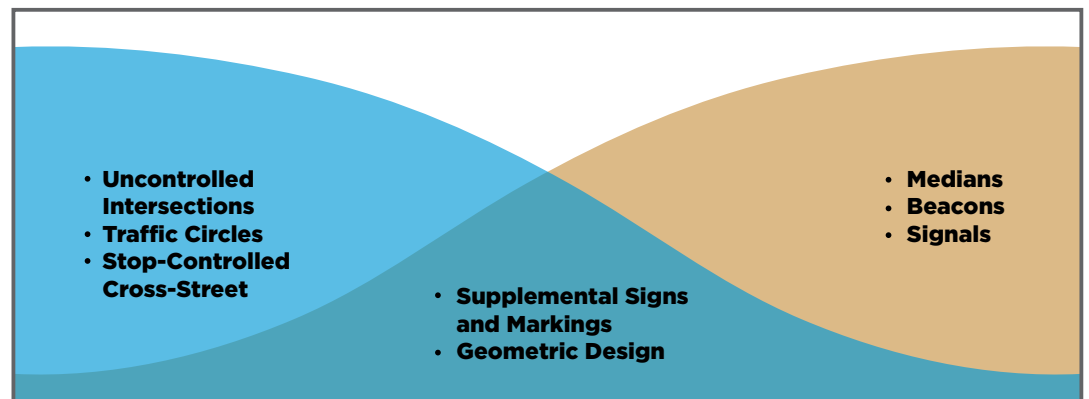 • Uncontrolled
Intersections
• Traffic Circles
• Stop-Controlled
Cross-Street
• Supplemental Signs
and Markings
• Geometric Design
• Medians
• Beacons
• Signals